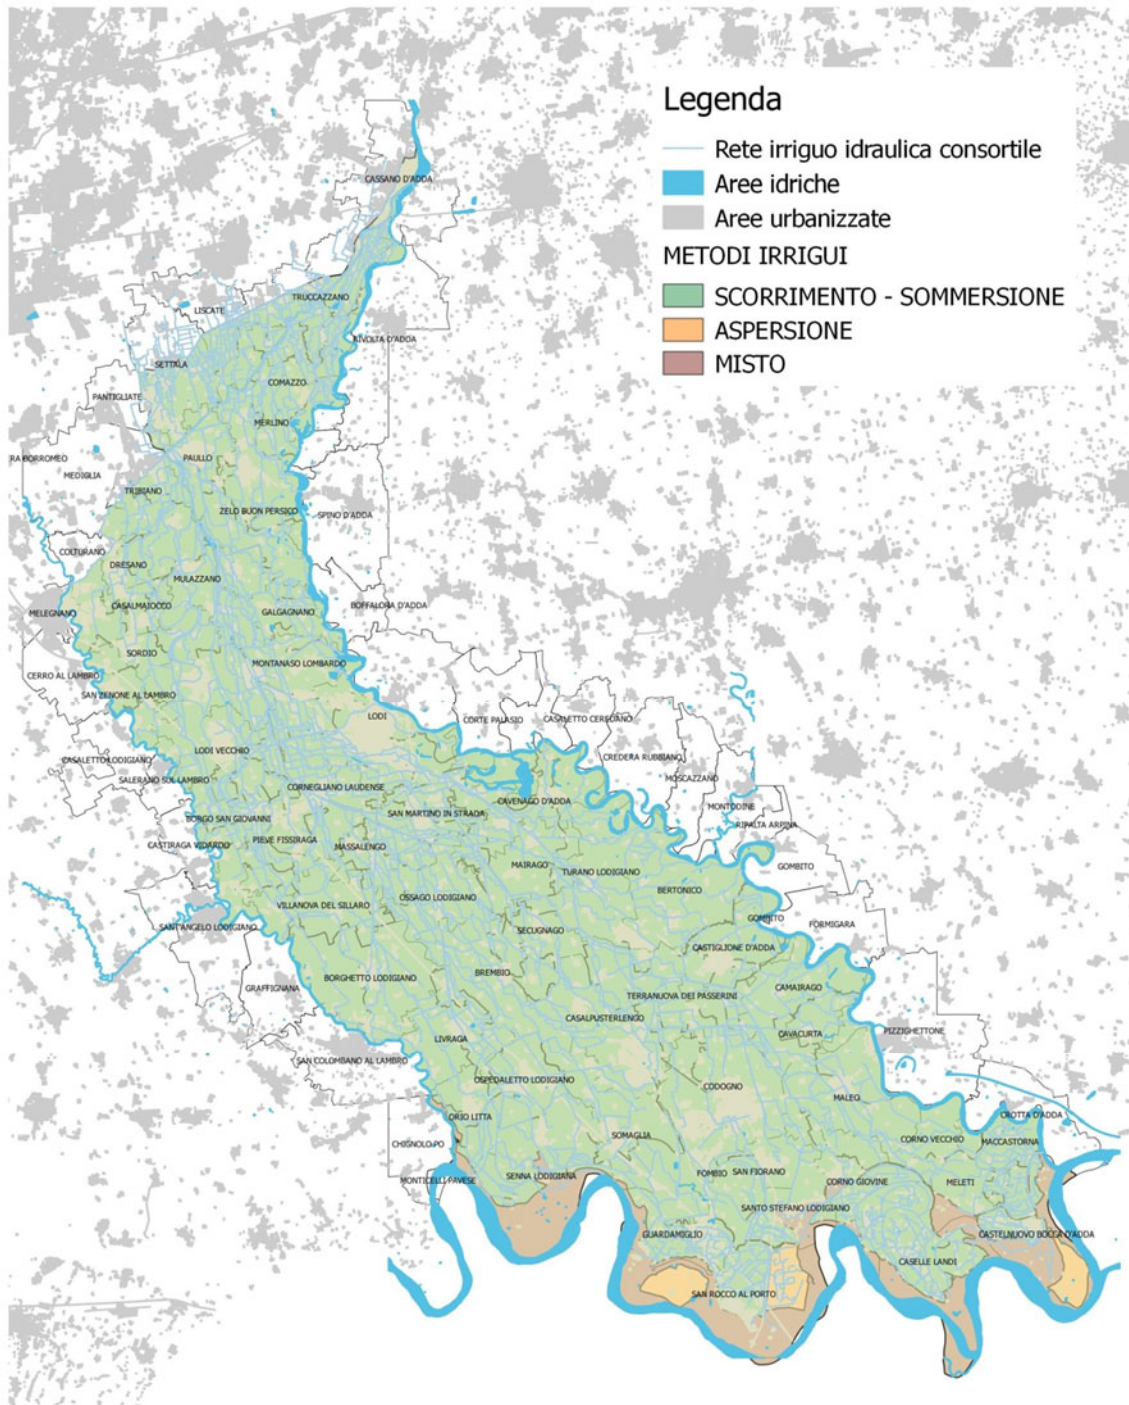 Legenda
Rete irriguo idraulica consortile
Aree idriche
Aree urbanizzate
METODI IRRIGUI
SCORRIMENTO - SOMMERSIONE
ASPERSIONE
MISTO
CASSANO D'ADDA
TRUCCAZZANO
LISCATE
RIVOLTA D'ADDA
SETTALA
COMAZZO
PANTIGLIATE
MERLINO
RA BORROMEO
PAULLO
MEDIGLIA
TRIBIANO
ZELO BUON PERSICO
SPINO D'ADDA
COLTURANO
DRESANO
MULAZZANO
CASALMAIOCCO
BOFFALORA D'ADDA
MELEGNANO
GALGAGNANO
SORDIO
MONTANASO LOMBARDO
CERRO AL LAMBRO
SAN ZENONE AL LAMBRO
LODI
CORTE PALASIO
CASALETTO CEREDANO
LODI VECCHIO
CREDERA RUBBIANO
CASALETTO LODIGIANO
SALERANO SUL LAMBRO
MOSCAZZANO
CORNEGLIANO LAUDENSE
CAVENAGO D'ADDA
MONTODINE
SAN MARTINO IN STRADA
BORGO SAN GIOVANNI
RIPALTA ARPINA
PIEVE FISSIRAGA
CASTIRAGA VIDARDO
MASSALENGO
MAIRAGO
GOMBITO
TURANO LODIGIANO
BERTONICO
OSSAGO LODIGIANO
VILLANOVA DEL SILLARO
GOMBITO
FORMIGARA
SANT'ANGELO LODIGIANO
SECUGNAGO
CASTIGLIONE D'ADDA
BREMBIO
BORGHETTO LODIGIANO
GRAFFIGNANA
CAMAIRAGO
TERRANUOVA DEI PASSERINI
CASALPUSTERLENGO
PIZZIGHETTONE
CAVACURTA
LIVRAGA
SAN COLOMBANO AL LAMBRO
OSPEDALETTO LODIGIANO
CODOGNO
MALEO
ORIO LITTA
CROTTA D'ADDA
SOMAGLIA
CORNO VECCHIO
MACCASTORNA
CHIGNOLO PO
SENNA LODIGIANA
FOMBIO
SAN FIORANO
MONTICELLI PAVESE
CORNO GIOVINE
MELETI
SANTO STEFANO LODIGIANO
GUARDAMIGLIO
CASTELNUOVO BOCCA D'ADDA
CASELLE LANDI
SAN ROCCO AL PORTO